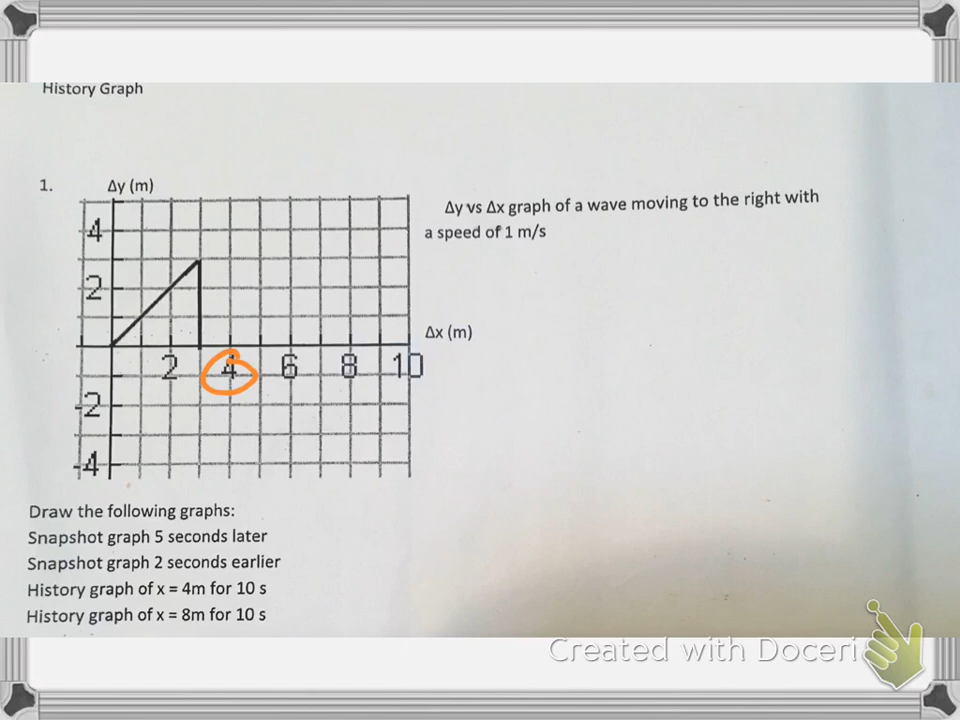 History Graph
1. Δy (m)
Δy vs Δx graph of a wave moving to the right with
a speed of 1 m/s
4
2
Δx (m)
2 4 6 8 10
-2
-4
Draw the following graphs:
Snapshot graph 5 seconds later
Snapshot graph 2 seconds earlier
History graph of x = 4m for 10 s
History graph of x = 8m for 10 s
Created with Doceri